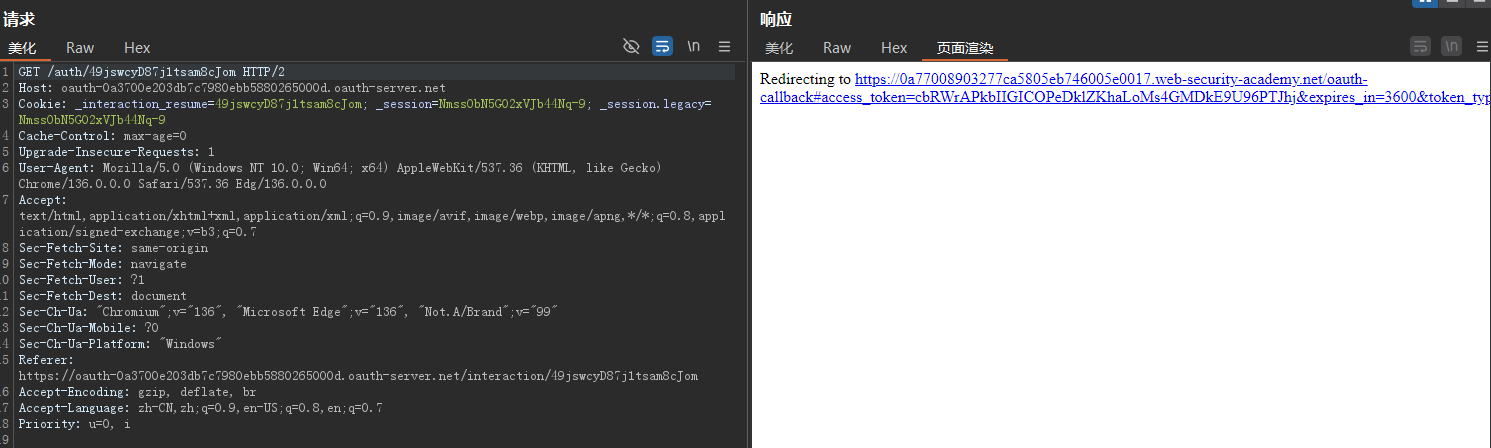 请求
美化 Raw Hex \n
1 GET /auth/49jswcyD87jltsam8cJom HTTP/2
2 Host: oauth-0a3700e203db7c7980ebb5880265000d.oauth-server.net
3 Cookie: _interaction_resume=49jswcyD87jltsam8cJom; _session=NmssObN5GO2xVJb44Nq-9; _session.legacy=
NmssObN5GO2xVJb44Nq-9
4 Cache-Control: max-age=0
5 Upgrade-Insecure-Requests: 1
6 User-Agent: Mozilla/5.0 (Windows NT 10.0; Win64; x64) AppleWebKit/537.36 (KHTML, like Gecko)
Chrome/136.0.0.0 Safari/537.36 Edg/136.0.0.0
7 Accept:
text/html,application/xhtml+xml,application/xml;q=0.9,image/avif,image/webp,image/apng,*/*;q=0.8,appl
ication/signed-exchange;v=b3;q=0.7
8 Sec-Fetch-Site: same-origin
9 Sec-Fetch-Mode: navigate
0 Sec-Fetch-User: ?1
1 Sec-Fetch-Dest: document
2 Sec-Ch-Ua: "Chromium";v="136", "Microsoft Edge";v="136", "Not.A/Brand";v="99"
3 Sec-Ch-Ua-Mobile: ?0
4 Sec-Ch-Ua-Platform: "Windows"
5 Referer:
https://oauth-0a3700e203db7c7980ebb5880265000d.oauth-server.net/interaction/49jswcyD87jltsam8cJom
6 Accept-Encoding: gzip, deflate, br
7 Accept-Language: zh-CN,zh;q=0.9,en-US;q=0.8,en;q=0.7
8 Priority: u=0, i
9
响应
美化 Raw Hex 页面渲染 \n
Redirecting to https://0a77008903277ca5805eb746005e0017.web-security-academy.net/oauth-
callback#access_token=cbRWrAPkbIIGICOPeDklZKhaLoMs4GMDkE9U96PTJhj&expires_in=3600&token_typ